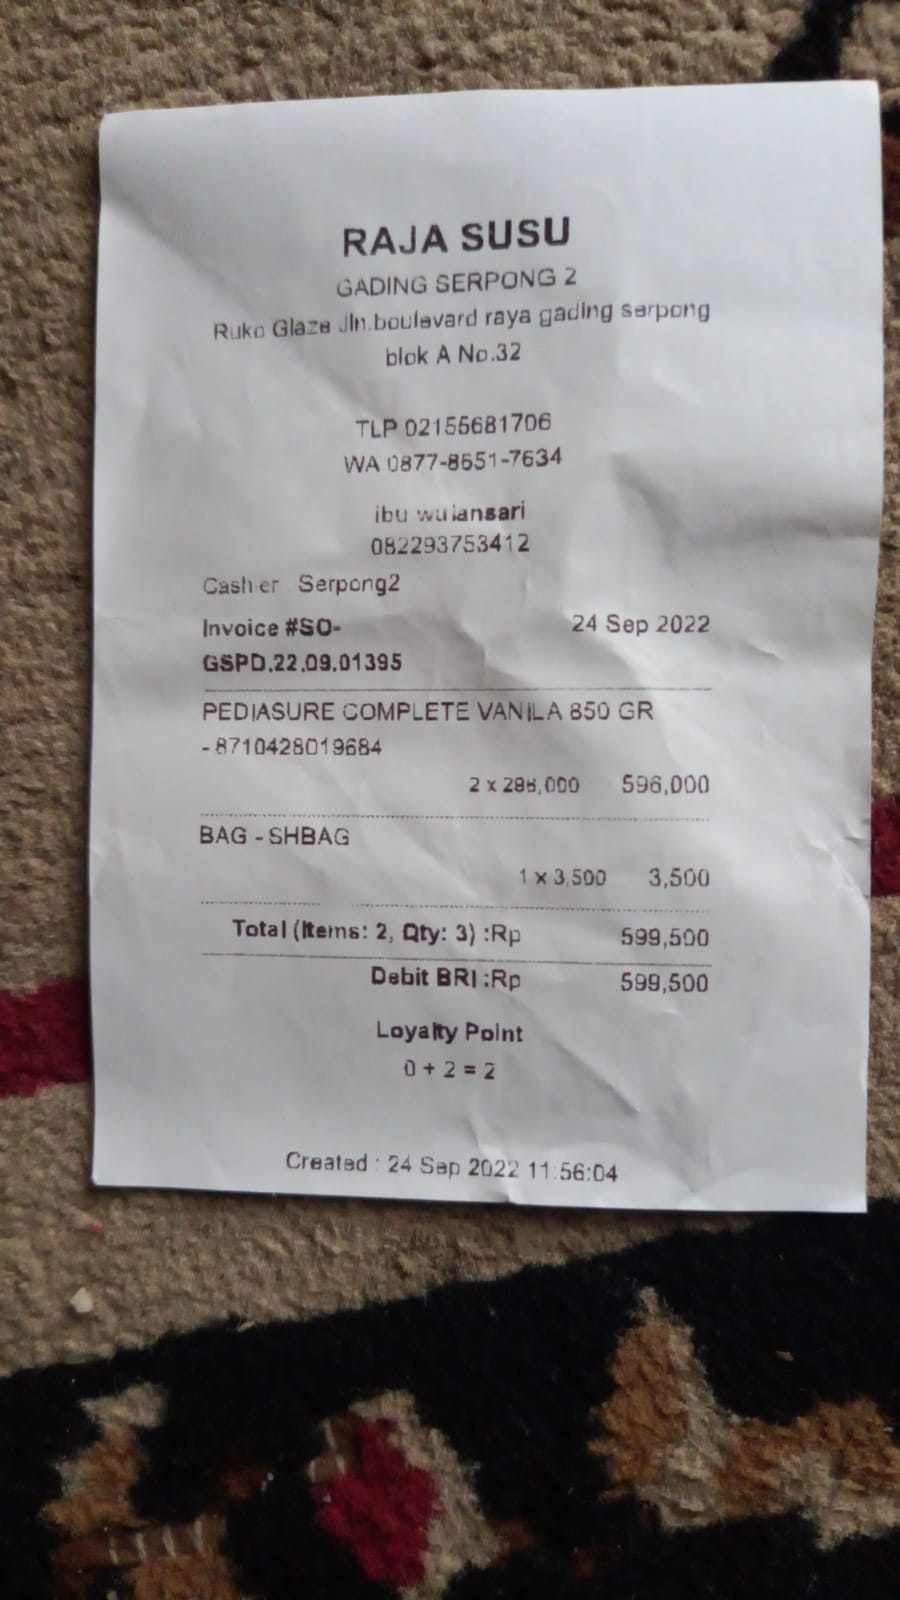 RAJA SUSU
GADING SERPONG 2
Ruko Glaze Jln.boulevard raya gading serpong
blok A No.32
TLP 02155681706
WA 0877-8651-7634
ibu wulansari
082293753412
Cashier Serpong2
Invoice #SO- 24 Sep 2022
GSPD.22.09.01395
PEDIASURE COMPLETE VANILA 850 GR
- 8710428019684
2 x 298,000 596,000
BAG - SHBAG
1 x 3,500 3,500
Total (Items: 2, Qty: 3) :Rp 599,500
Debit BRI :Rp 599,500
Loyalty Point
0 + 2 = 2
Created : 24 Sep 2022 11:56:04